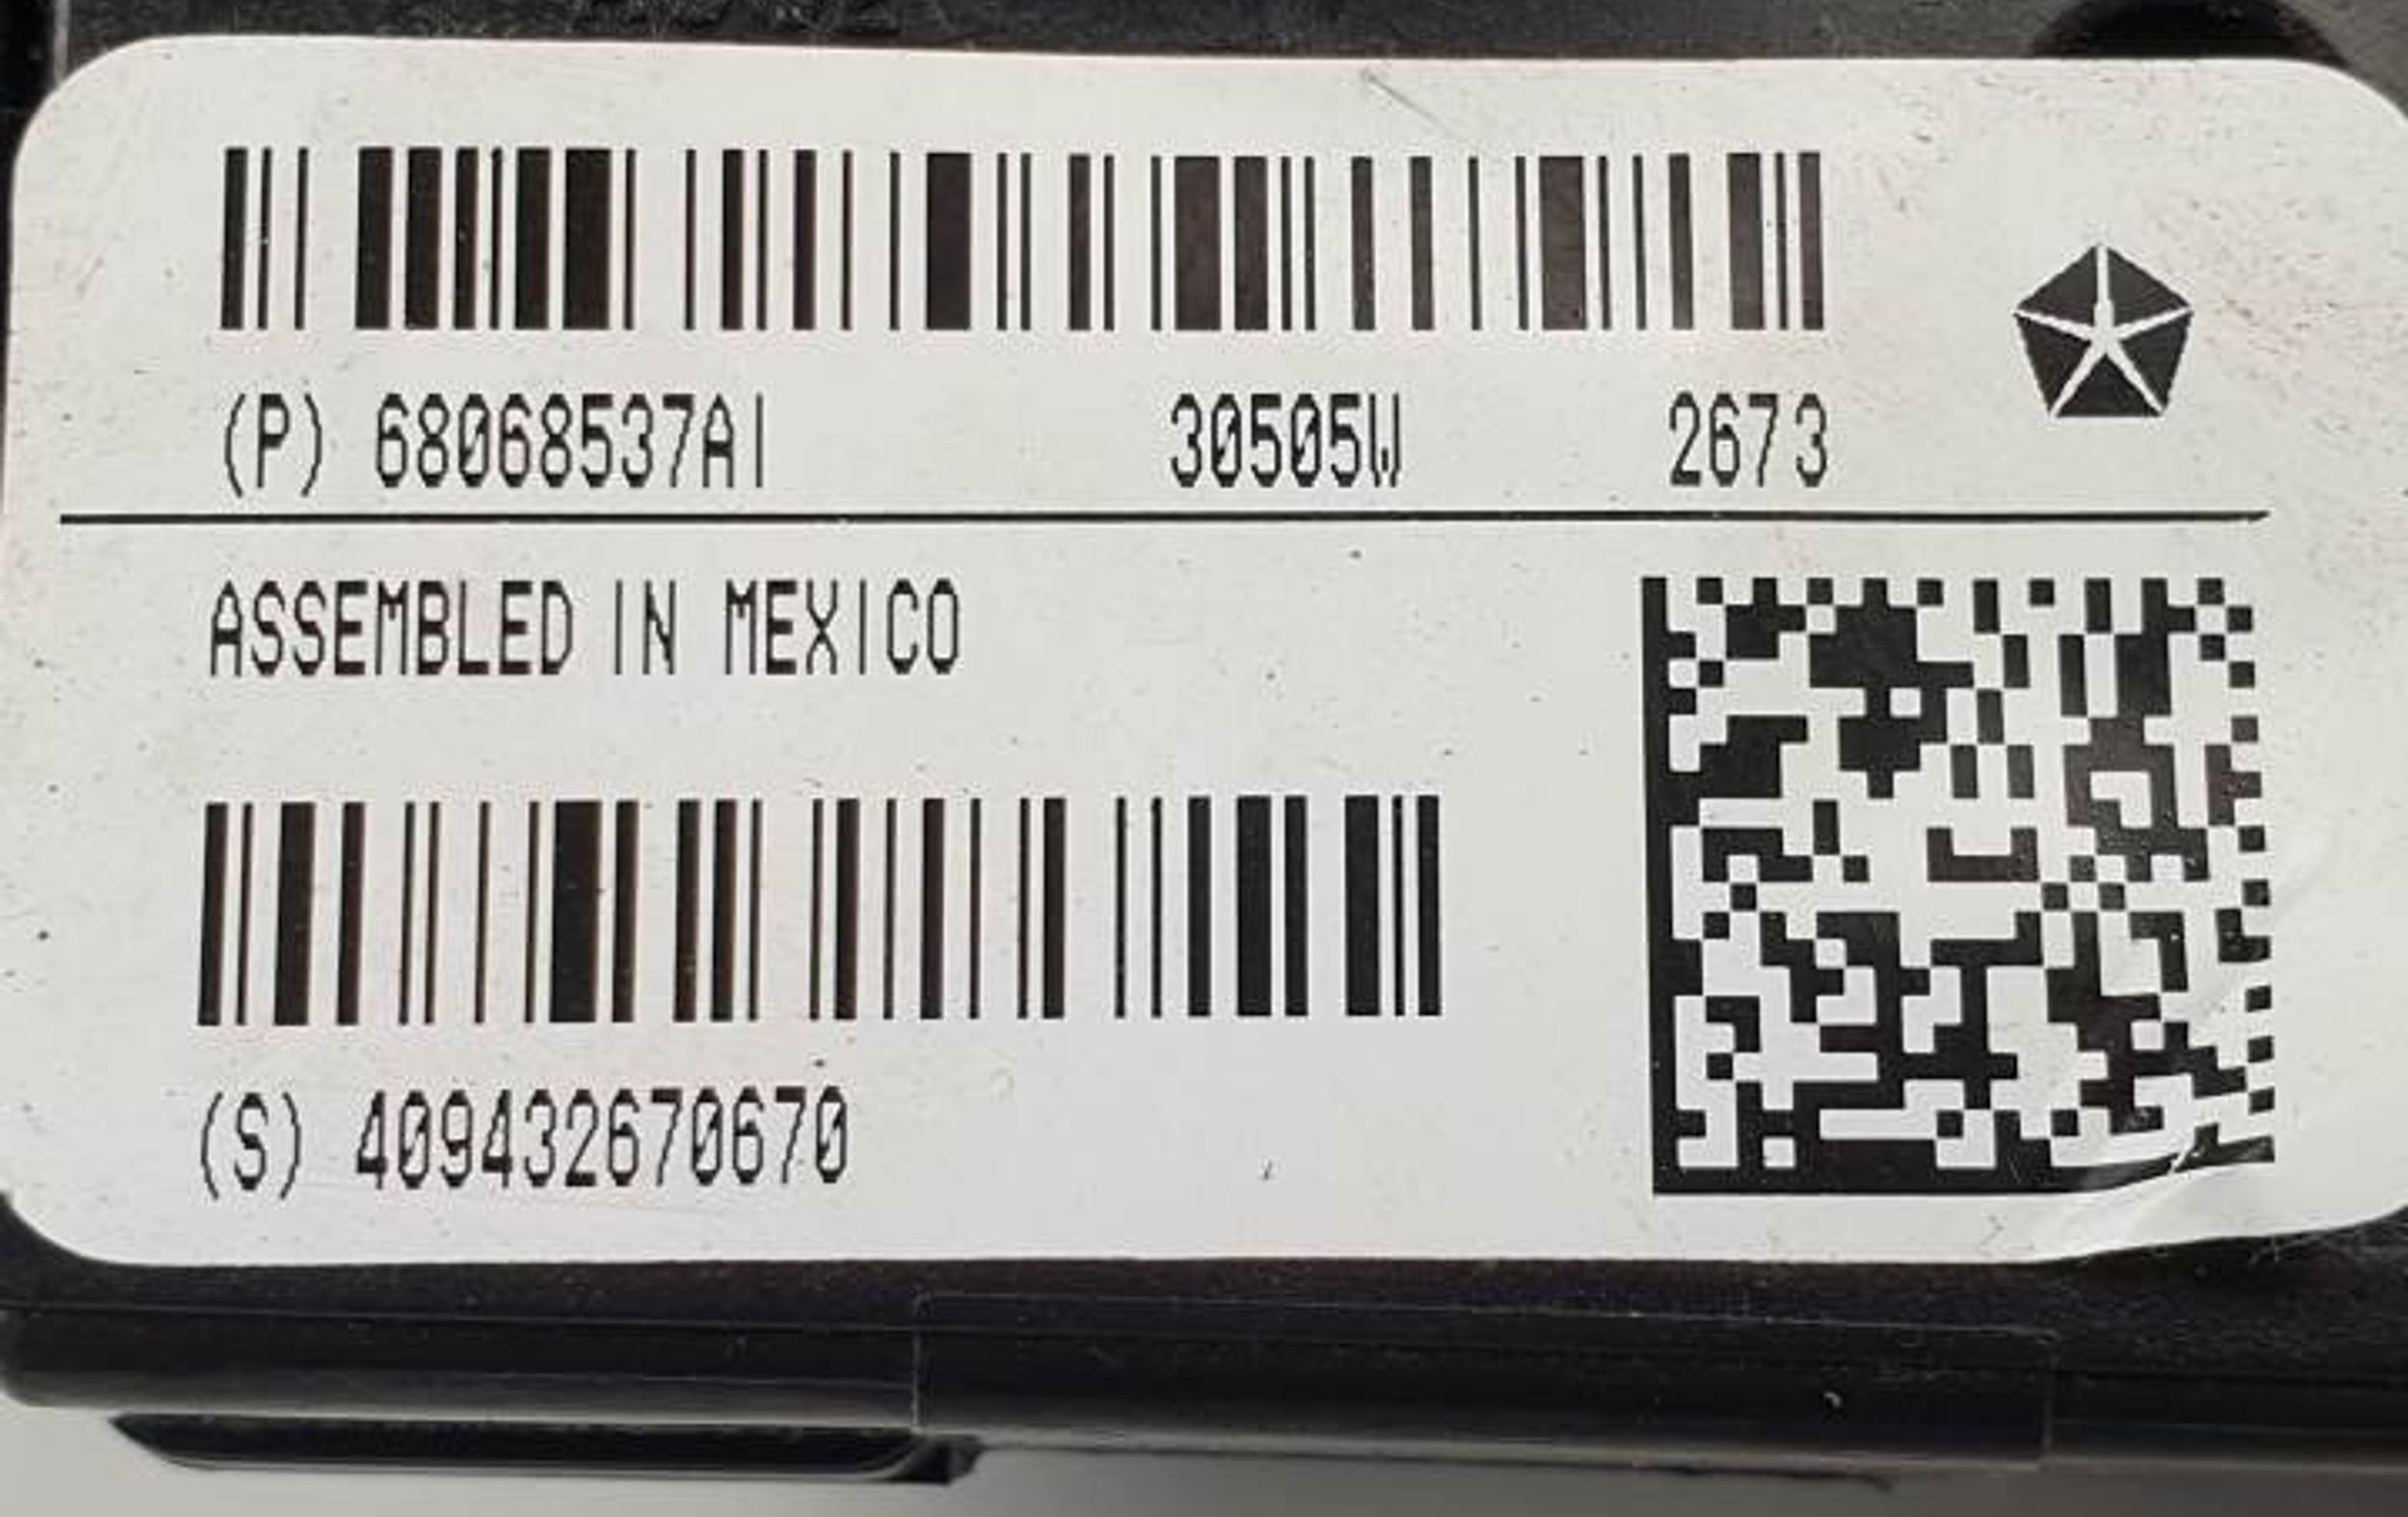 (P) 68068537AI 30505W 2673
ASSEMBLED IN MEXICO
(S) 409432670670